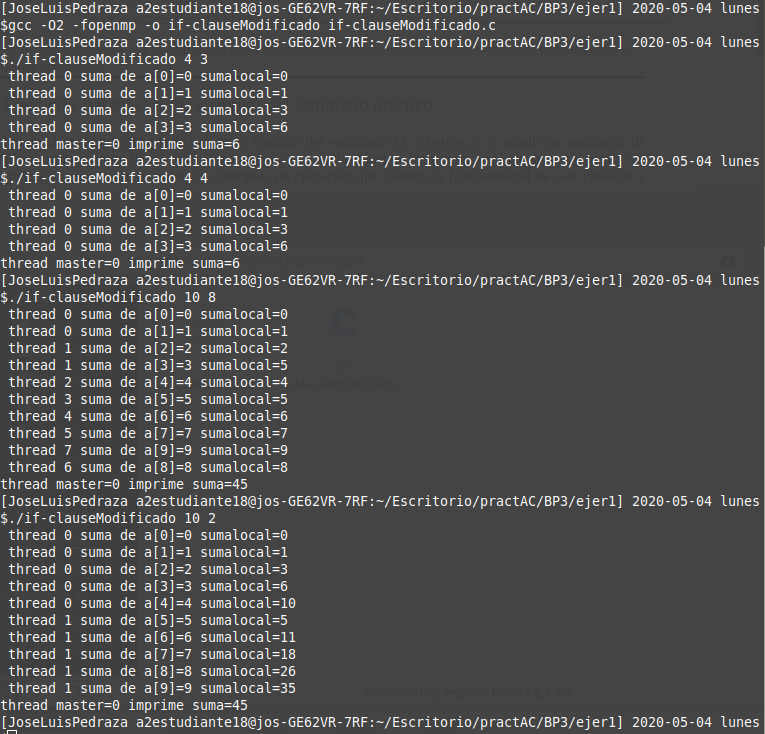 [JoseLuisPedraza a2estudiante18@jos-GE62VR-7RF:~/Escritorio/practAC/BP3/ejer1] 2020-05-04 lunes
$gcc -O2 -fopenmp -o if-clauseModificado if-clauseModificado.c
[JoseLuisPedraza a2estudiante18@jos-GE62VR-7RF:~/Escritorio/practAC/BP3/ejer1] 2020-05-04 lunes
$./if-clauseModificado 4 3
thread 0 suma de a[0]=0 sumalocal=0
thread 0 suma de a[1]=1 sumalocal=1
thread 0 suma de a[2]=2 sumalocal=3
thread 0 suma de a[3]=3 sumalocal=6
thread master=0 imprime suma=6
[JoseLuisPedraza a2estudiante18@jos-GE62VR-7RF:~/Escritorio/practAC/BP3/ejer1] 2020-05-04 lunes
$./if-clauseModificado 4 4
thread 0 suma de a[0]=0 sumalocal=0
thread 0 suma de a[1]=1 sumalocal=1
thread 0 suma de a[2]=2 sumalocal=3
thread 0 suma de a[3]=3 sumalocal=6
thread master=0 imprime suma=6
[JoseLuisPedraza a2estudiante18@jos-GE62VR-7RF:~/Escritorio/practAC/BP3/ejer1] 2020-05-04 lunes
$./if-clauseModificado 10 8
thread 0 suma de a[0]=0 sumalocal=0
thread 0 suma de a[1]=1 sumalocal=1
thread 1 suma de a[2]=2 sumalocal=2
thread 1 suma de a[3]=3 sumalocal=5
thread 2 suma de a[4]=4 sumalocal=4
thread 3 suma de a[5]=5 sumalocal=5
thread 4 suma de a[6]=6 sumalocal=6
thread 5 suma de a[7]=7 sumalocal=7
thread 7 suma de a[9]=9 sumalocal=9
thread 6 suma de a[8]=8 sumalocal=8
thread master=0 imprime suma=45
[JoseLuisPedraza a2estudiante18@jos-GE62VR-7RF:~/Escritorio/practAC/BP3/ejer1] 2020-05-04 lunes
$./if-clauseModificado 10 2
thread 0 suma de a[0]=0 sumalocal=0
thread 0 suma de a[1]=1 sumalocal=1
thread 0 suma de a[2]=2 sumalocal=3
thread 0 suma de a[3]=3 sumalocal=6
thread 0 suma de a[4]=4 sumalocal=10
thread 1 suma de a[5]=5 sumalocal=5
thread 1 suma de a[6]=6 sumalocal=11
thread 1 suma de a[7]=7 sumalocal=18
thread 1 suma de a[8]=8 sumalocal=26
thread 1 suma de a[9]=9 sumalocal=35
thread master=0 imprime suma=45
[JoseLuisPedraza a2estudiante18@jos-GE62VR-7RF:~/Escritorio/practAC/BP3/ejer1] 2020-05-04 lunes